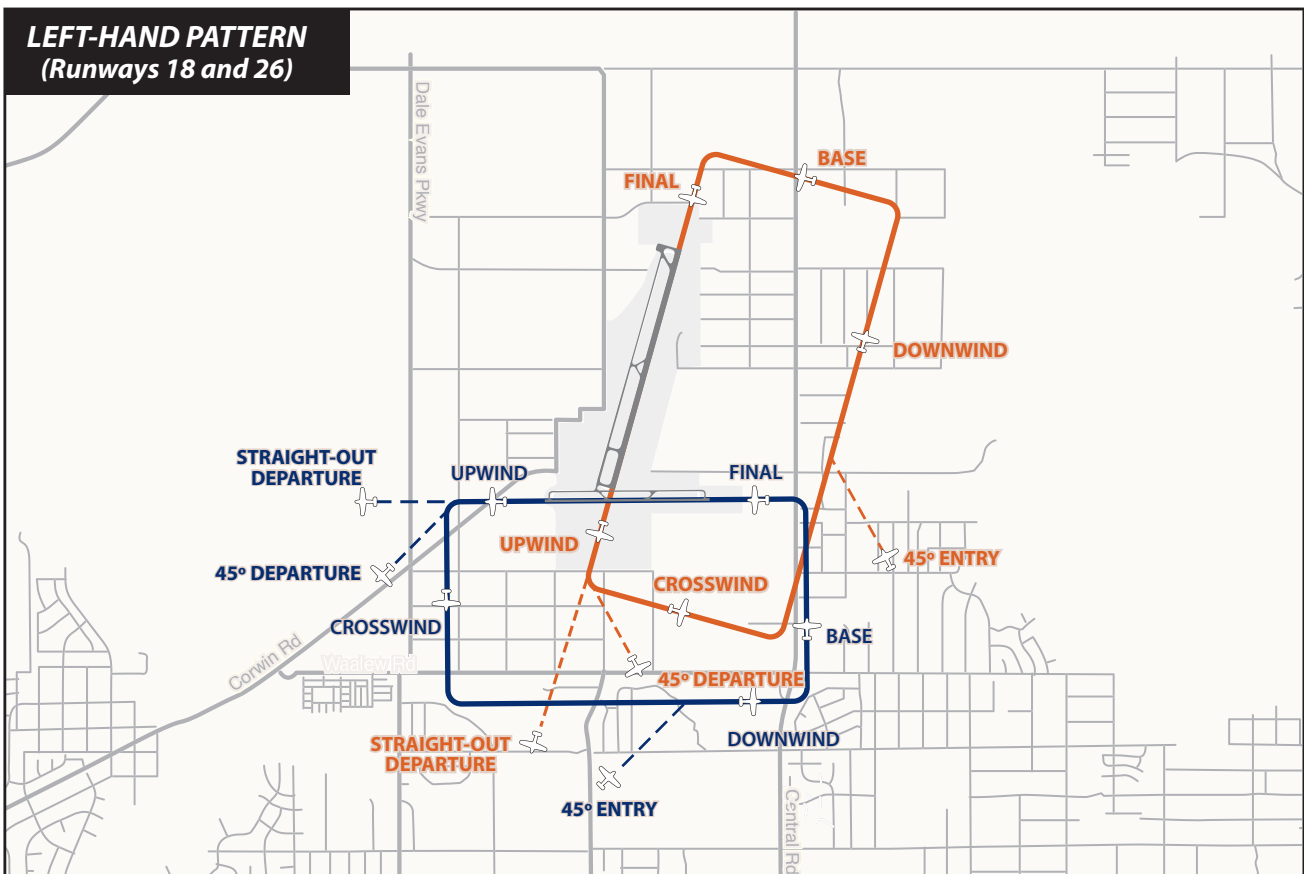 LEFT-HAND PATTERN
(Runways 18 and 26)
Dale Evans Pkwy
BASE
FINAL
DOWNWIND
STRAIGHT-OUT
DEPARTURE
UPWIND
FINAL
UPWIND
45º ENTRY
45º DEPARTURE
CROSSWIND
CROSSWIND
BASE
Corwin Rd
Waalew Rd
45º DEPARTURE
STRAIGHT-OUT
DEPARTURE
DOWNWIND
45º ENTRY
Central Rd